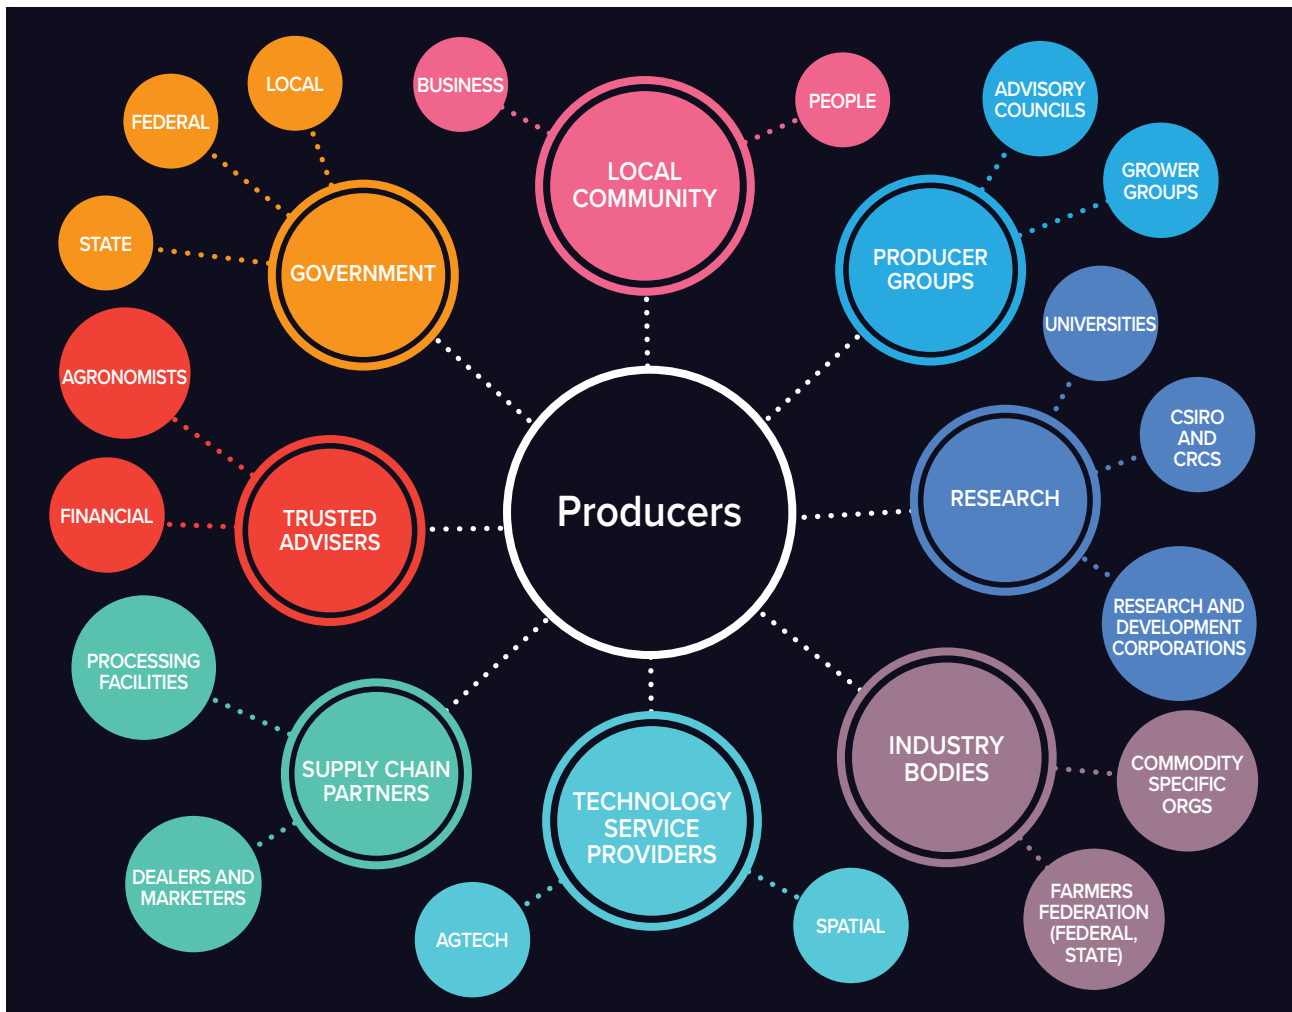 LOCAL
BUSINESS
PEOPLE
ADVISORY
COUNCILS
FEDERAL
LOCAL
COMMUNITY
GROWER
GROUPS
STATE
GOVERNMENT
PRODUCER
GROUPS
UNIVERSITIES
AGRONOMISTS
CSIRO
AND
CRCS
FINANCIAL
TRUSTED
ADVISERS
Producers
RESEARCH
RESEARCH AND
DEVELOPMENT
CORPORATIONS
PROCESSING
FACILITIES
SUPPLY CHAIN
PARTNERS
TECHNOLOGY
SERVICE
PROVIDERS
INDUSTRY
BODIES
COMMODITY
SPECIFIC
ORGS
DEALERS AND
MARKETERS
AGTECH
SPATIAL
FARMERS
FEDERATION
(FEDERAL,
STATE)